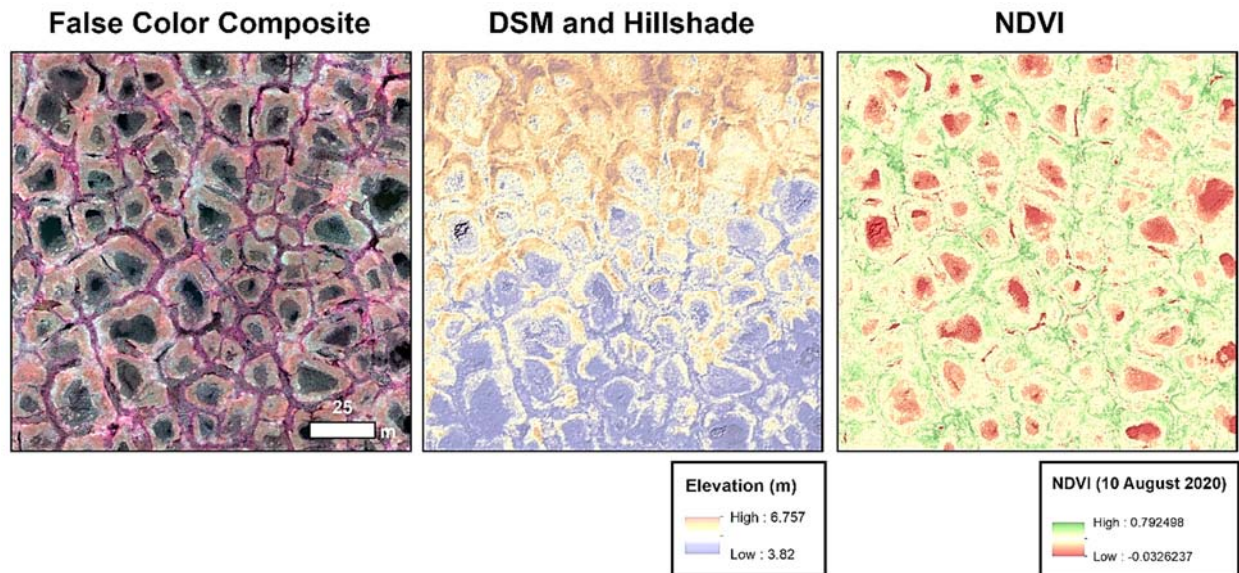 False Color Composite
DSM and Hillshade
NDVI
25
m
Elevation (m)
High : 6.757
Low : 3.82
NDVI (10 August 2020)
High : 0.792498
Low : -0.0326237